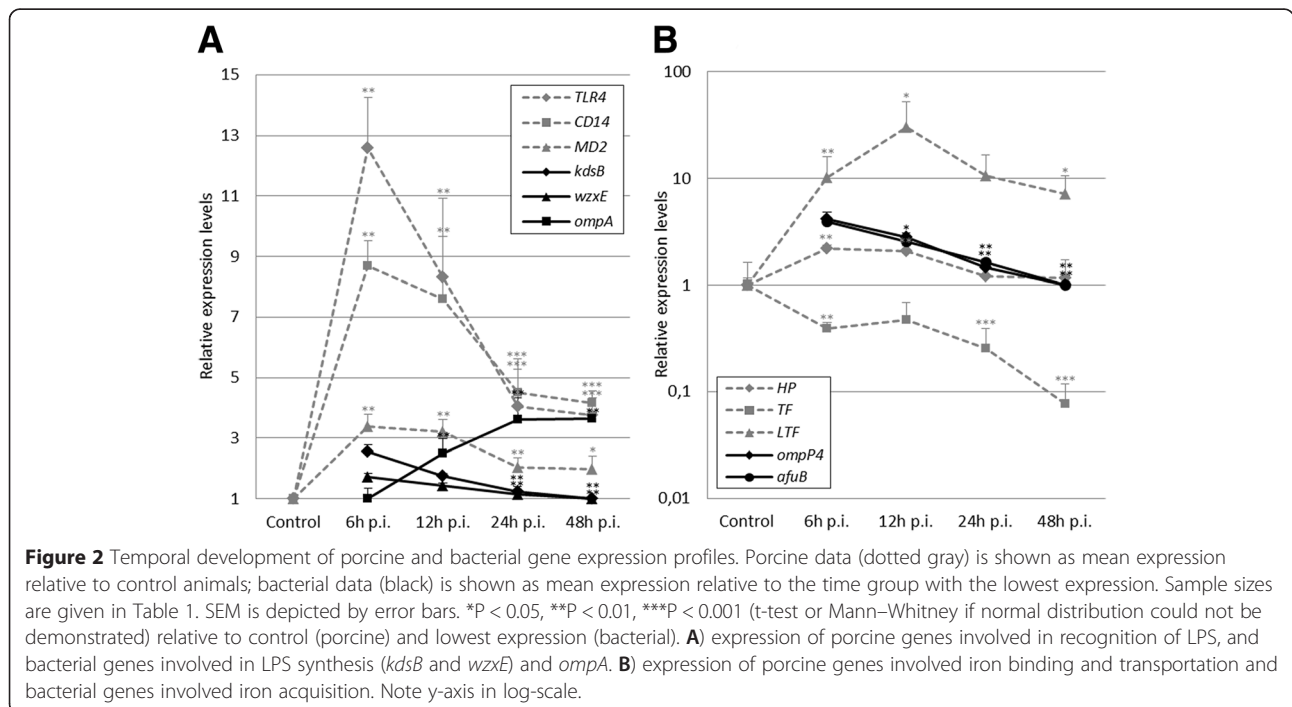 A
15
13
11
9
7
5
3
1
Relative expression levels
TLR4
CD14
MD2
kdsB
wzxE
ompA
**
**
**
**
**
**
**
***
***
**
**
***
***
**
*
**
**
**
**
Control 6h p.i. 12h p.i. 24h p.i. 48h p.i.
B
100
10
1
0,1
0,01
Relative expression levels
**
*
*
**
*
**
**
**
**
**
***
***
HP
TF
LTF
ompP4
afuB
Control 6h p.i. 12h p.i. 24h p.i. 48h p.i.
Figure 2 Temporal development of porcine and bacterial gene expression profiles. Porcine data (dotted gray) is shown as mean expression
relative to control animals; bacterial data (black) is shown as mean expression relative to the time group with the lowest expression. Sample sizes
are given in Table 1. SEM is depicted by error bars. *P < 0.05, **P < 0.01, ***P < 0.001 (t-test or Mann–Whitney if normal distribution could not be
demonstrated) relative to control (porcine) and lowest expression (bacterial). A) expression of porcine genes involved in recognition of LPS, and
bacterial genes involved in LPS synthesis (kdsB and wzxE) and ompA. B) expression of porcine genes involved iron binding and transportation and
bacterial genes involved iron acquisition. Note y-axis in log-scale.